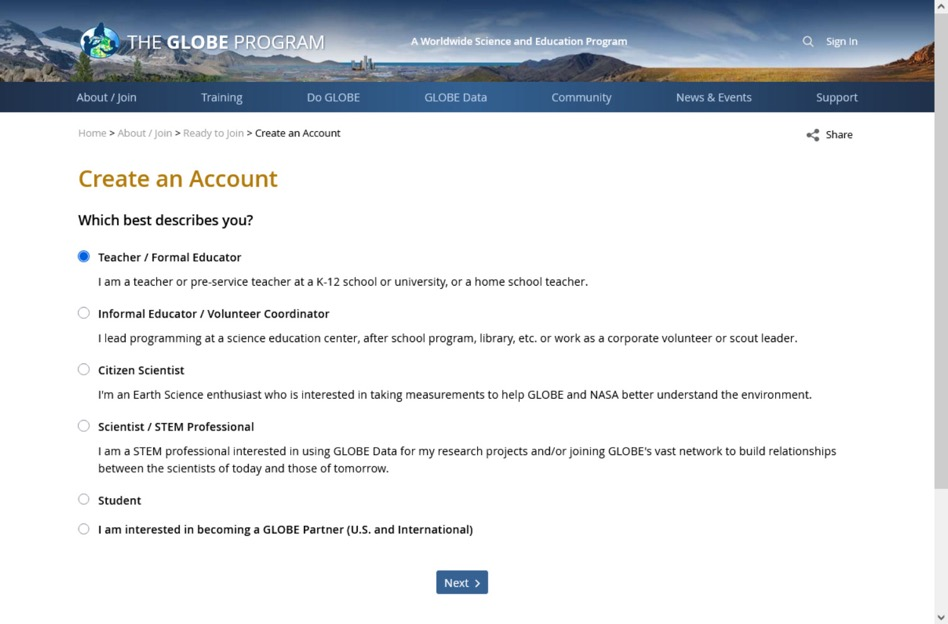 THE GLOBE PROGRAM
A Worldwide Science and Education Program
Sign In
About / Join
Training
Do GLOBE
GLOBE Data
Community
News & Events
Support
Home > About / Join > Ready to Join > Create an Account
Share
Create an Account
Which best describes you?
Teacher / Formal Educator
I am a teacher or pre-service teacher at a K-12 school or university, or a home school teacher.
Informal Educator / Volunteer Coordinator
I lead programming at a science education center, after school program, library, etc. or work as a corporate volunteer or scout leader.
Citizen Scientist
I'm an Earth Science enthusiast who is interested in taking measurements to help GLOBE and NASA better understand the environment.
Scientist / STEM Professional
I am a STEM professional interested in using GLOBE Data for my research projects and/or joining GLOBE's vast network to build relationships
between the scientists of today and those of tomorrow.
Student
I am interested in becoming a GLOBE Partner (U.S. and International)
Next